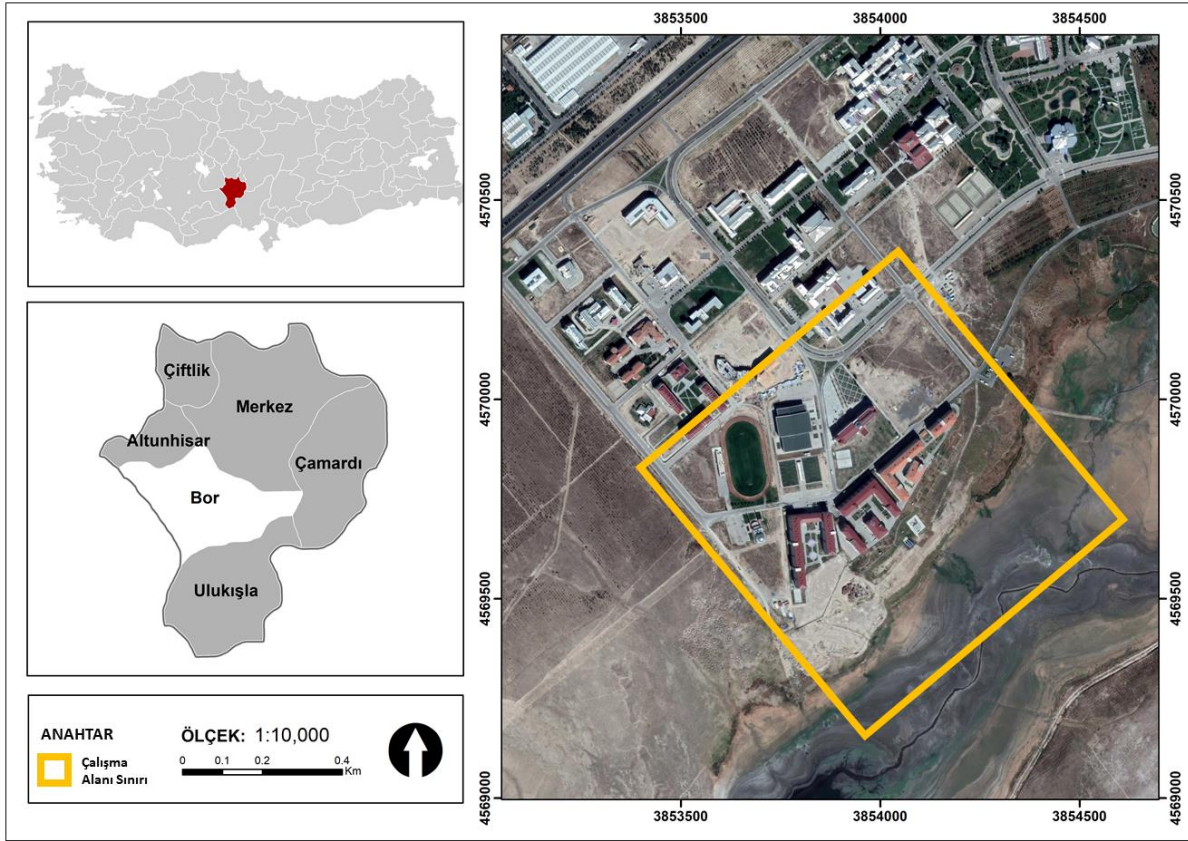 3853500 3854000 3854500
4570500 4570500
4570000 4570000
4569500 4569500
4569000 4569000
3853500 3854000 3854500
Çiftlik
Merkez
Altunhisar
Çamardı
Bor
Ulukışla
ANAHTAR
Çalışma
Alanı Sınırı
ÖLÇEK: 1:10,000
0 0.1 0.2 0.4
Km